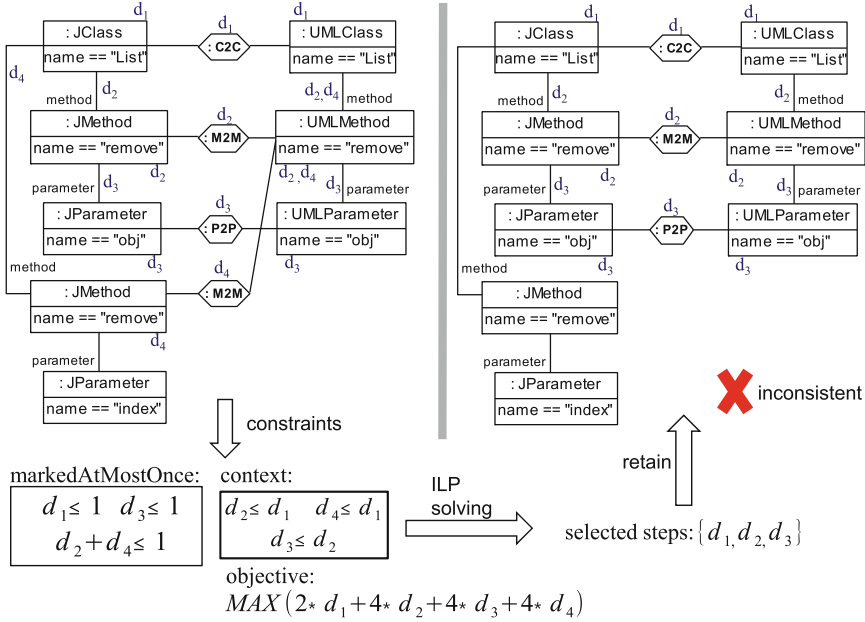 d1
: JClass
name == "List"
d1
: C2C
d1
: UMLClass
name == "List"
d4
d2
method
d2,d4
method
: JMethod
name == "remove"
d2
d2
: M2M
: UMLMethod
name == "remove"
d2,d4
parameter
d3
d3
parameter
: JParameter
name == "obj"
d3
d3
: P2P
: UMLParameter
name == "obj"
d3
method
: JMethod
name == "remove"
d4
d4
: M2M
parameter
: JParameter
name == "index"
d1
: JClass
name == "List"
d1
: C2C
d1
: UMLClass
name == "List"
method
d2
d2
method
: JMethod
name == "remove"
d2
d2
: M2M
: UMLMethod
name == "remove"
d2
parameter
d3
d3
parameter
: JParameter
name == "obj"
d3
d3
: P2P
: UMLParameter
name == "obj"
d3
method
: JMethod
name == "remove"
parameter
: JParameter
name == "index"
inconsistent
constraints
markedAtMostOnce:
d1≤ 1 d3≤ 1
d2+d4≤ 1
context:
d2≤ d1 d4≤ d1
d3≤ d2
objective:
MAX(2* d1+4* d2+4* d3+4* d4)
ILP
solving
retain
selected steps:{d1,d2,d3}